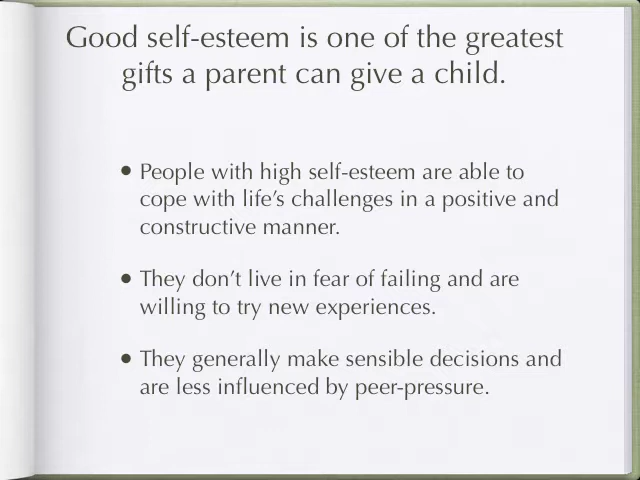 Good self-esteem is one of the greatest
gifts a parent can give a child.
• People with high self-esteem are able to
cope with life’s challenges in a positive and
constructive manner.
• They don’t live in fear of failing and are
willing to try new experiences.
• They generally make sensible decisions and
are less influenced by peer-pressure.